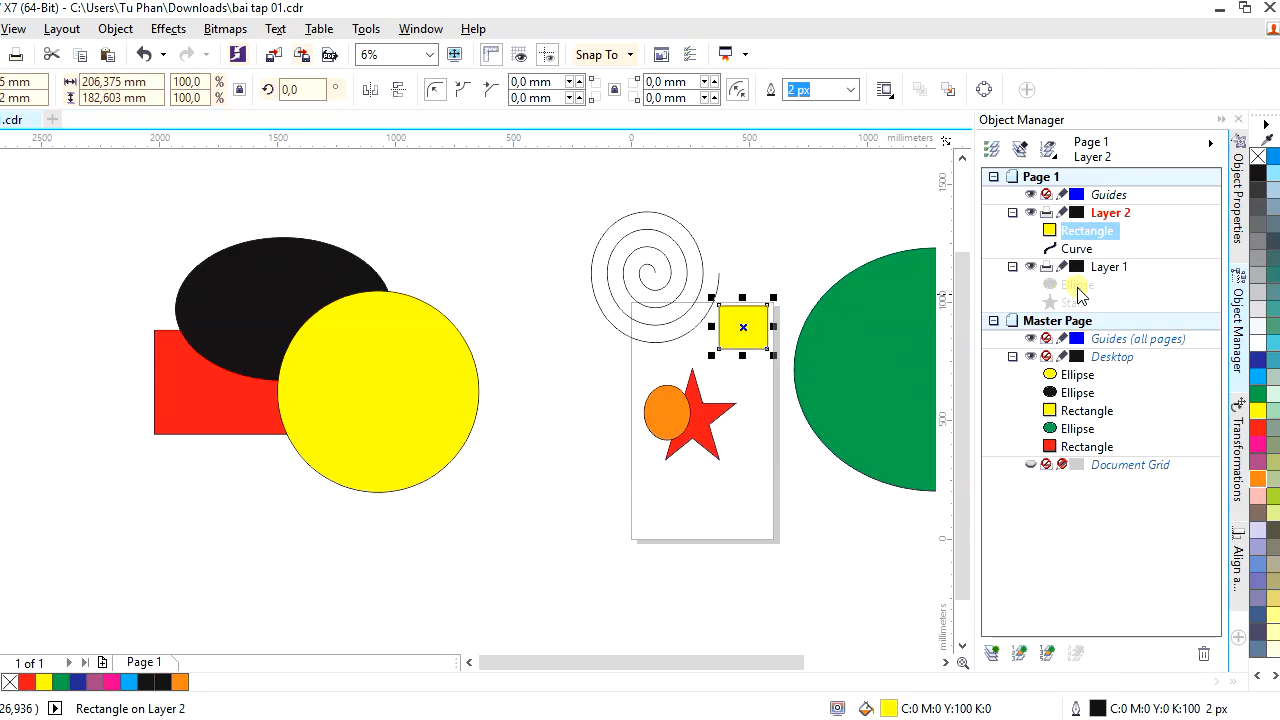 X7 (64-Bit) - C:\Users\Tu Phan\Downloads\bai tap 01.cdr
View Layout Object Effects Bitmaps Text Table Tools Window Help
6% Snap To
5 mm 206,375 mm 100,0 % 0,0 0,0 mm 0,0 mm 2 px
2 mm 182,603 mm 100,0 % 0,0 mm 0,0 mm
.cdr Object Manager
2500 2000 1500 1000 500 0 500 1000 millimeters
Page 1
Layer 2
Page 1
Guides
Layer 2
Rectangle
Curve
Layer 1
Ellipse
Master Page
Guides (all pages)
Desktop
Ellipse
Ellipse
Rectangle
Ellipse
Rectangle
Document Grid
1500
1000
500
0
millimeters
Object Properties
Object Manager
Transformations
Align a...
1 of 1 Page 1
26,936 ) Rectangle on Layer 2 C:0 M:0 Y:100 K:0 C:0 M:0 Y:0 K:100 2 px